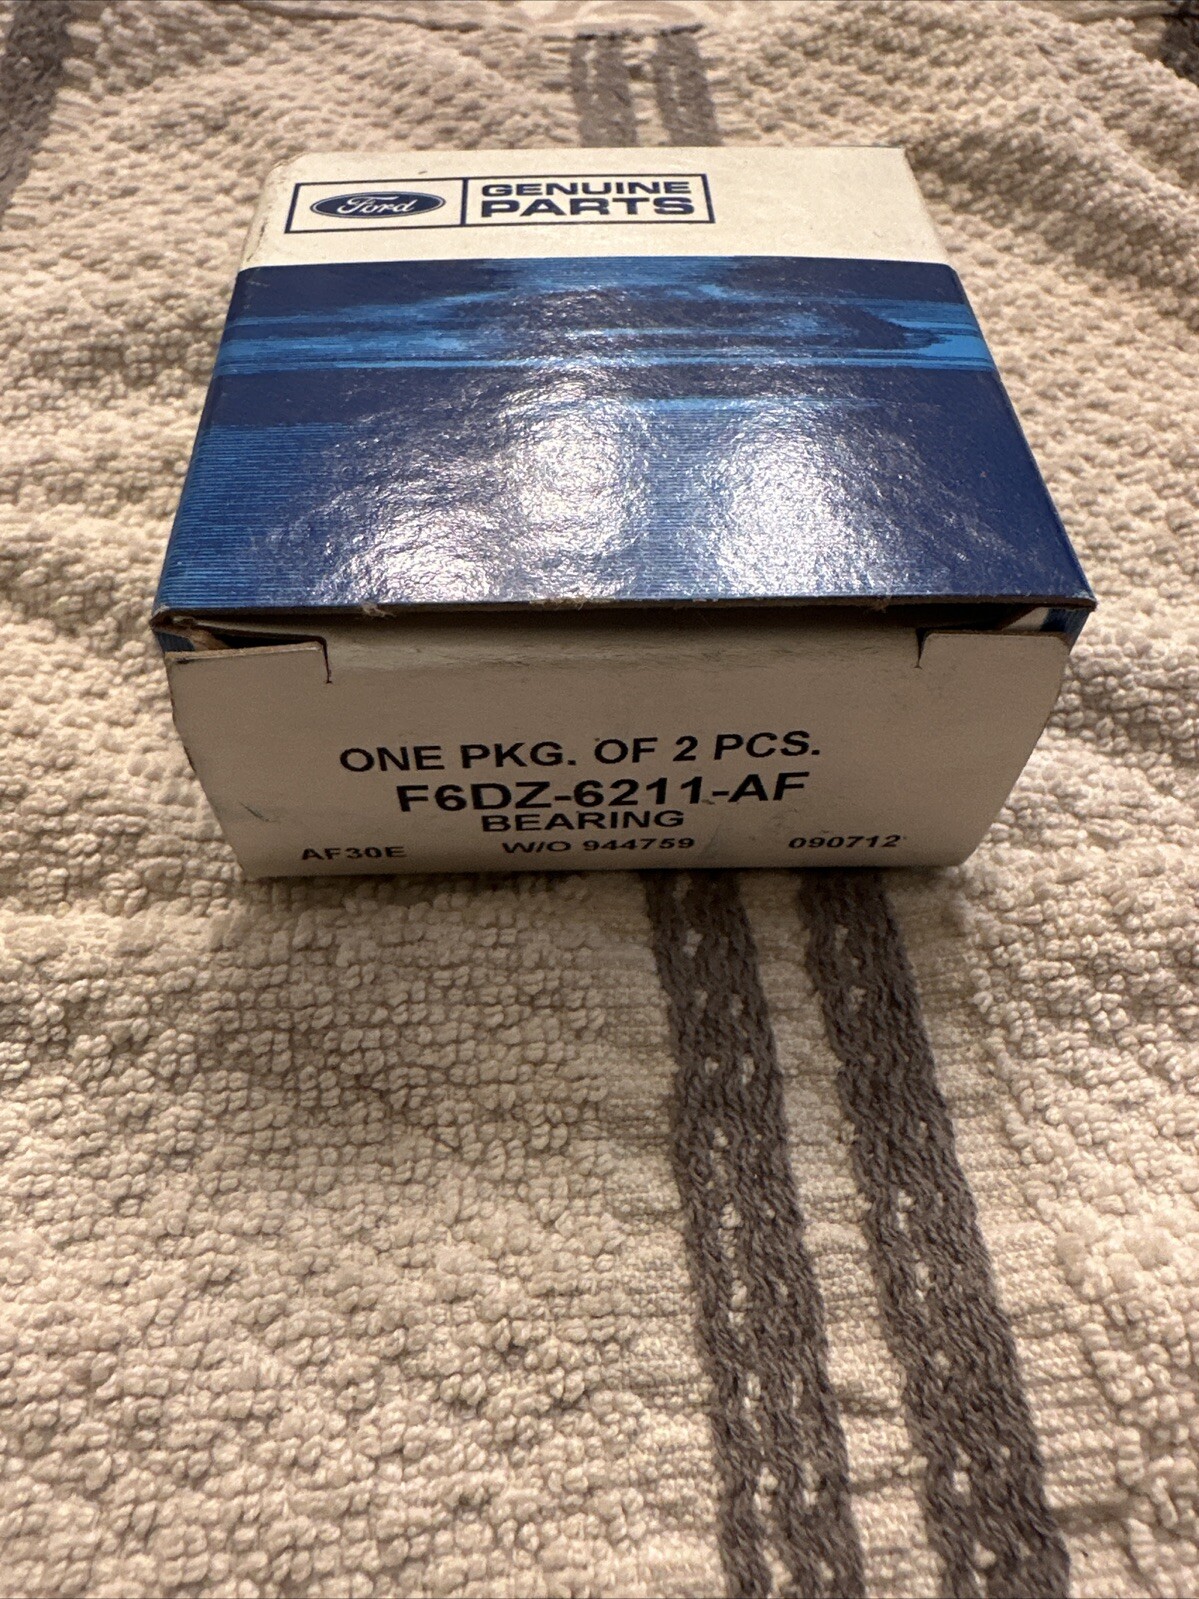 Ford GENUINE
PARTS
ONE PKG. OF 2 PCS.
F6DZ-6211-AF
BEARING
AF30E W/O 944759 090712